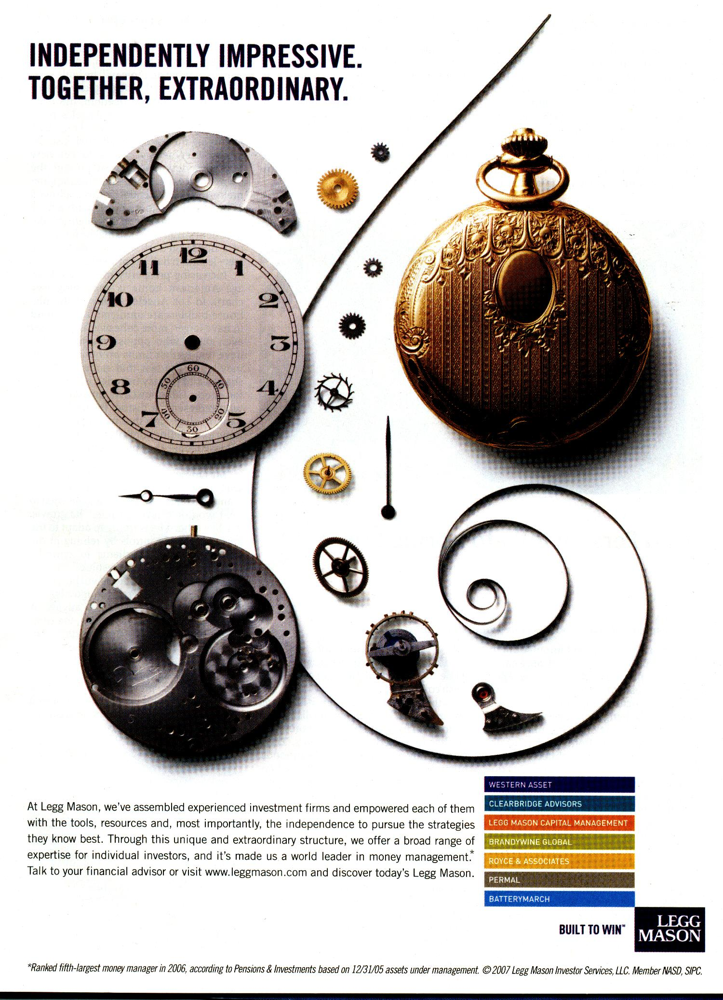 INDEPENDENTLY IMPRESSIVE.
TOGETHER, EXTRAORDINARY.
12
11 1
10 2
9 3
8 4
7 5
60
50 10
40 20
30
At Legg Mason, we've assembled experienced investment firms and empowered each of them
with the tools, resources and, most importantly, the independence to pursue the strategies
they know best. Through this unique and extraordinary structure, we offer a broad range of
expertise for individual investors, and it's made us a world leader in money management.*
Talk to your financial advisor or visit www.leggmason.com and discover today's Legg Mason.
WESTERN ASSET
CLEARBRIDGE ADVISORS
LEGG MASON CAPITAL MANAGEMENT
BRANDYWINE GLOBAL
ROYCE & ASSOCIATES
PERMAL
BATTERYMARCH
BUILT TO WIN℠
LEGG
MASON
*Ranked fifth-largest money manager in 2006, according to Pensions & Investments based on 12/31/05 assets under management. ©2007 Legg Mason Investor Services, LLC. Member NASD, SIPC.